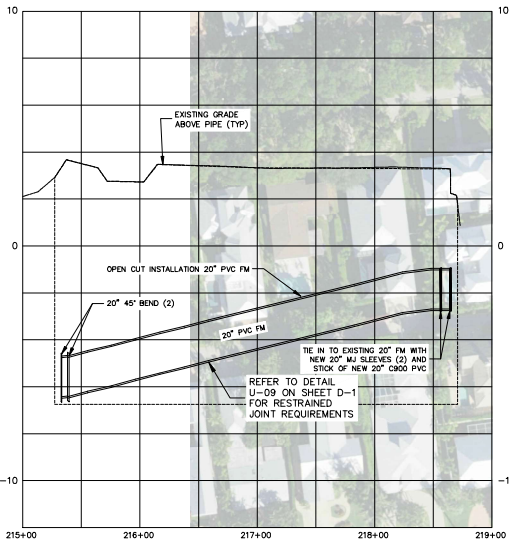 10
10
EXISTING GRADE
ABOVE PIPE (TYP)
0
0
OPEN CUT INSTALLATION 20" PVC FM
20" 45° BEND (2)
20" PVC FM
TIE IN TO EXISTING 20" FM WITH
NEW 20" MJ SLEEVES (2) AND
STICK OF NEW 20" C900 PVC
REFER TO DETAIL
U-09 ON SHEET D-1
FOR RESTRAINED
JOINT REQUIREMENTS
-10
-1
215+00
216+00
217+00
218+00
219+00